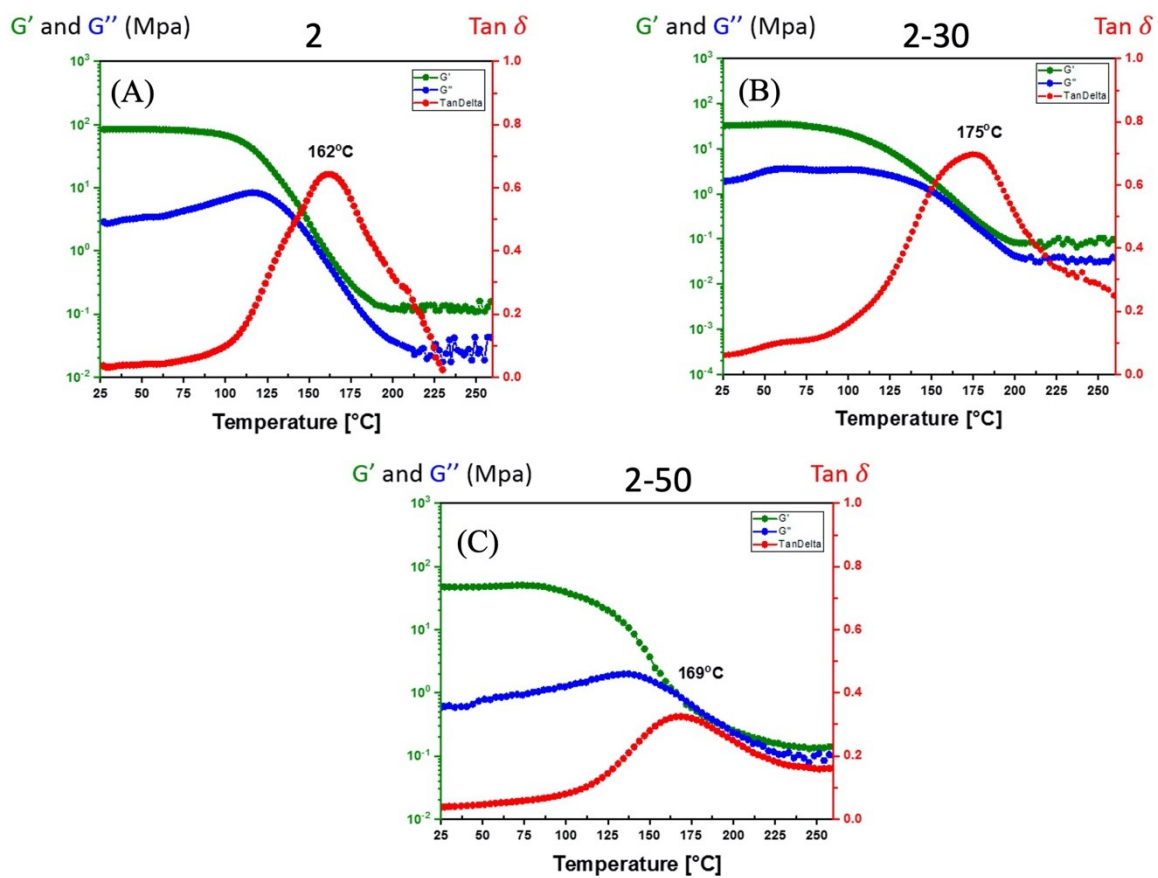 G' and G'' (Mpa) 2 Tan δ
(A)
G'
G''
TanDelta
162°C
10³
10²
10¹
10⁰
10⁻¹
10⁻²
1.0
0.8
0.6
0.4
0.2
0.0
25 50 75 100 125 150 175 200 225 250
Temperature [°C]
G' and G'' (Mpa) 2-30 Tan δ
(B)
G'
G''
TanDelta
175°C
10³
10²
10¹
10⁰
10⁻¹
10⁻²
10⁻³
10⁻⁴
1.0
0.8
0.6
0.4
0.2
0.0
25 50 75 100 125 150 175 200 225 250
Temperature [°C]
G' and G'' (Mpa) 2-50 Tan δ
(C)
G'
G''
TanDelta
169°C
10³
10²
10¹
10⁰
10⁻¹
10⁻²
1.0
0.8
0.6
0.4
0.2
0.0
25 50 75 100 125 150 175 200 225 250
Temperature [°C]